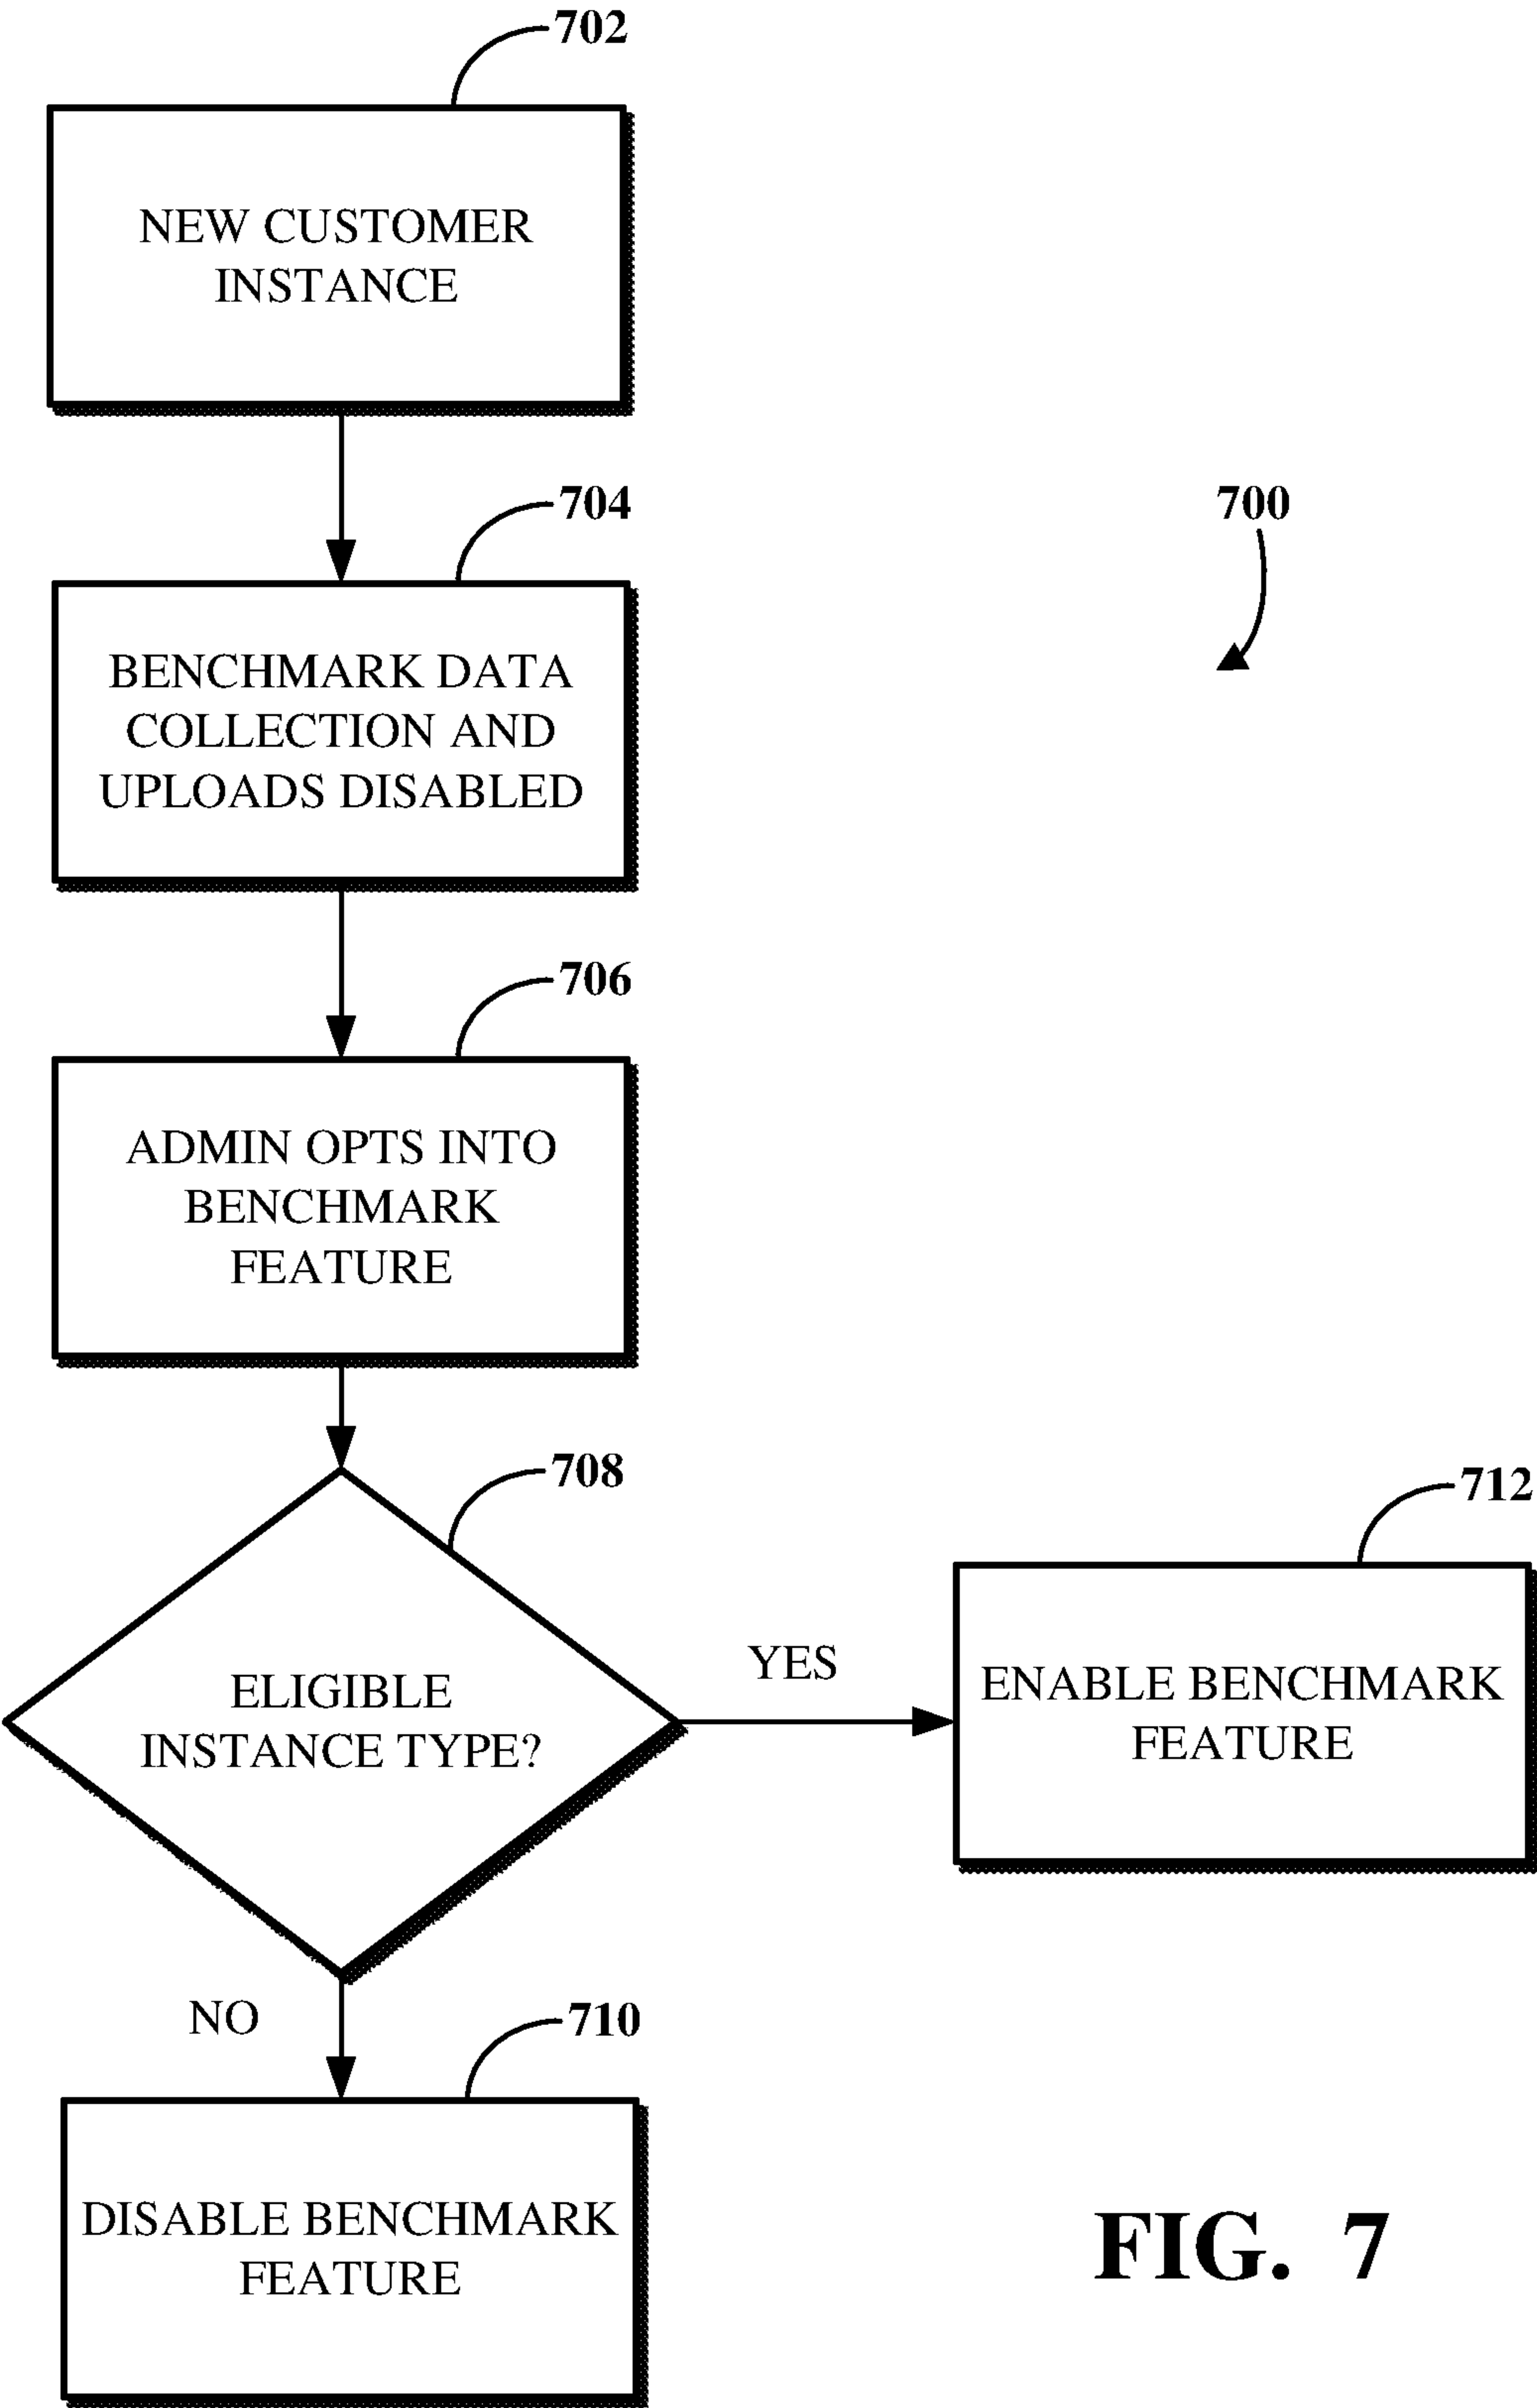 702
NEW CUSTOMER
INSTANCE
704
700
BENCHMARK DATA
COLLECTION AND
UPLOADS DISABLED
706
ADMIN OPTS INTO
BENCHMARK
FEATURE
708
712
ELIGIBLE
INSTANCE TYPE?
YES
ENABLE BENCHMARK
FEATURE
NO
710
DISABLE BENCHMARK
FEATURE
FIG. 7